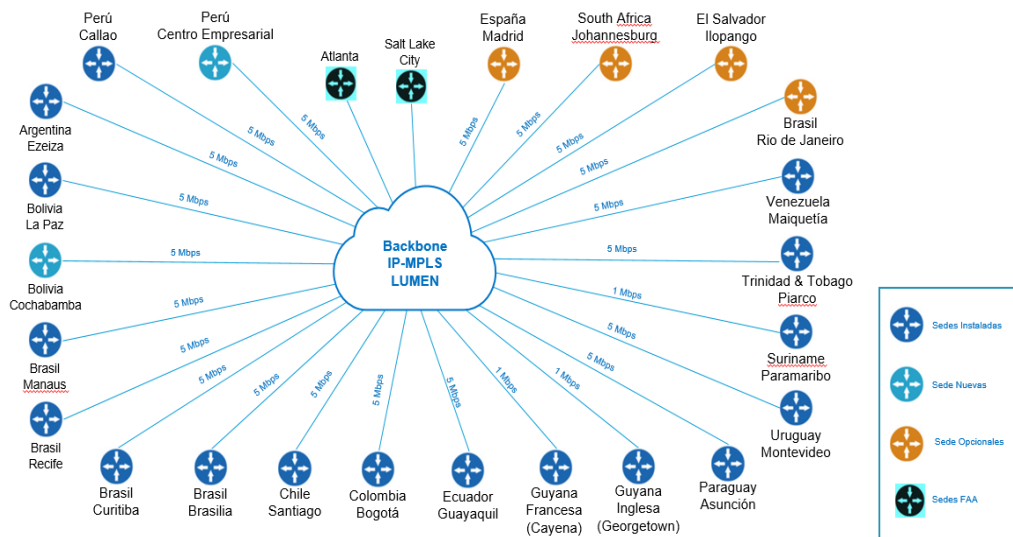 Perú
Callao
Perú
Centro Empresarial
Atlanta
Salt Lake
City
España
Madrid
South Africa
Johannesburg
El Salvador
Ilopango
Argentina
Ezeiza
Brasil
Rio de Janeiro
Bolivia
La Paz
Venezuela
Maiquetía
Bolivia
Cochabamba
Trinidad & Tobago
Piarco
Brasil
Manaus
Suriname
Paramaribo
Brasil
Recife
Uruguay
Montevideo
Brasil
Curitiba
Brasil
Brasilia
Chile
Santiago
Colombia
Bogotá
Ecuador
Guayaquil
Guyana
Francesa
(Cayena)
Guyana
Inglesa
(Georgetown)
Paraguay
Asunción
Backbone
IP-MPLS
LUMEN
5 Mbps
5 Mbps
5 Mbps
5 Mbps
5 Mbps
5 Mbps
5 Mbps
5 Mbps
5 Mbps
5 Mbps
5 Mbps
5 Mbps
1 Mbps
5 Mbps
5 Mbps
5 Mbps
5 Mbps
5 Mbps
5 Mbps
5 Mbps
1 Mbps
1 Mbps
5 Mbps
Sedes Instaladas
Sede Nuevas
Sede Opcionales
Sedes FAA